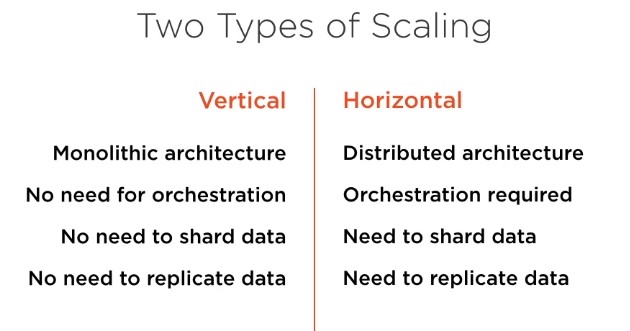 Two Types of Scaling
Vertical
Monolithic architecture
No need for orchestration
No need to shard data
No need to replicate data
Horizontal
Distributed architecture
Orchestration required
Need to shard data
Need to replicate data